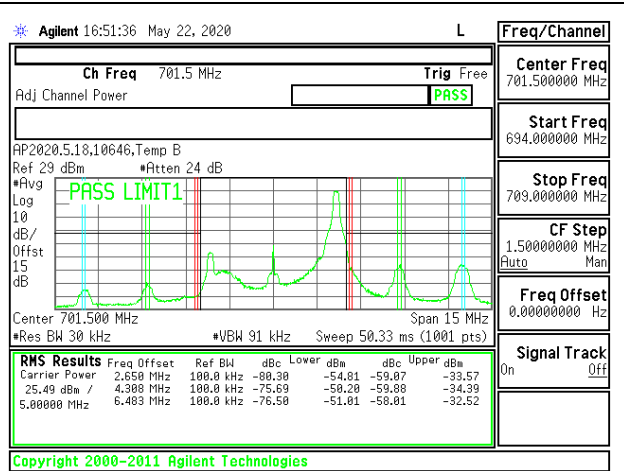 Agilent 16:51:36 May 22, 2020 L
Freq/Channel
Ch Freq 701.5 MHz Trig Free
Adj Channel Power PASS
AP2020.5.18,10646,Temp B
Ref 29 dBm #Atten 24 dB
#Avg
Log
10
dB/
Offst
15
dB
PASS LIMIT1
Center 701.500 MHz Span 15 MHz
#Res BW 30 kHz #VBW 91 kHz Sweep 50.33 ms (1001 pts)
RMS Results Freq Offset Ref BW dBc Lower dBm dBc Upper dBm
Carrier Power 2.650 MHz 100.0 kHz -80.30 -54.81 -59.07 -33.57
25.49 dBm / 4.308 MHz 100.0 kHz -75.69 -50.20 -59.88 -34.39
5.00000 MHz 6.483 MHz 100.0 kHz -76.50 -51.01 -58.01 -32.52
Center Freq
701.500000 MHz
Start Freq
694.000000 MHz
Stop Freq
709.000000 MHz
CF Step
1.50000000 MHz
Auto Man
Freq Offset
0.00000000 Hz
Signal Track
On Off
Copyright 2000-2011 Agilent Technologies